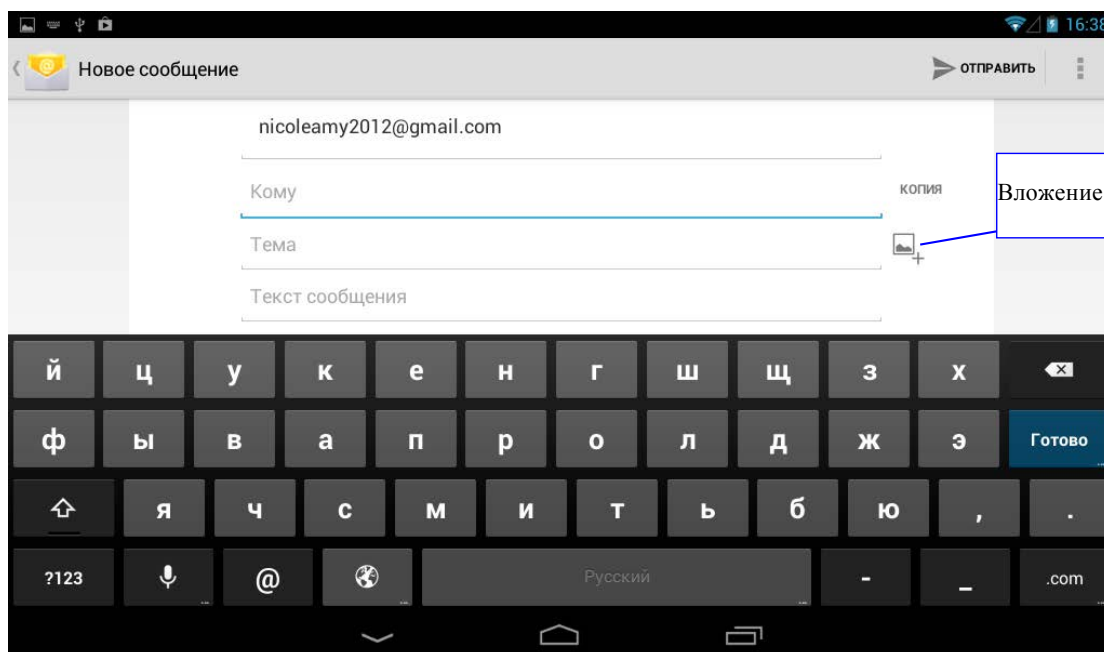 16:38
Новое сообщение
ОТПРАВИТЬ
nicoleamy2012@gmail.com
Кому
КОПИЯ
Вложение
Тема
Текст сообщения
й ц у к е н г ш щ з х
ф ы в а п р о л д ж э Готово
я ч с м и т ь б ю , .
?123 @ Русский - _ .com